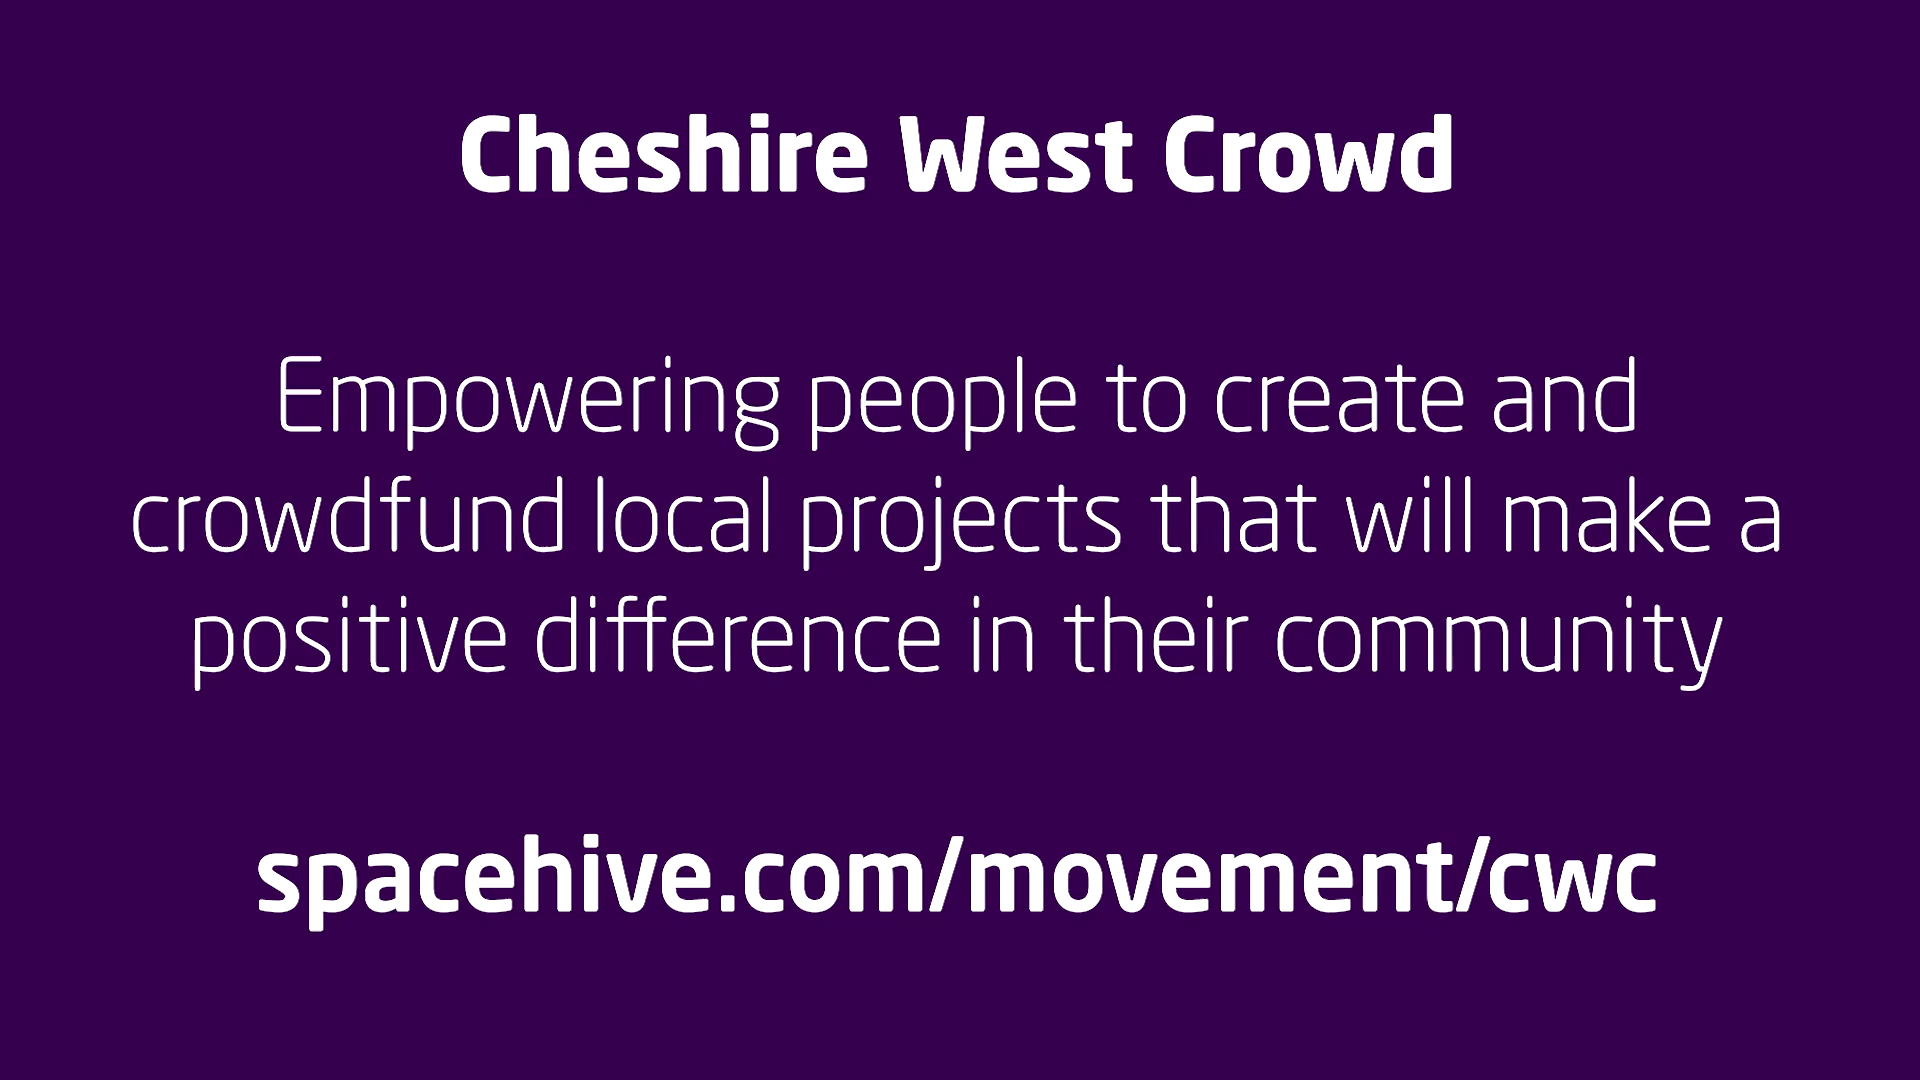 Cheshire West Crowd
Empowering people to create and
crowdfund local projects that will make a
positive difference in their community
spacehive.com/movement/cwc